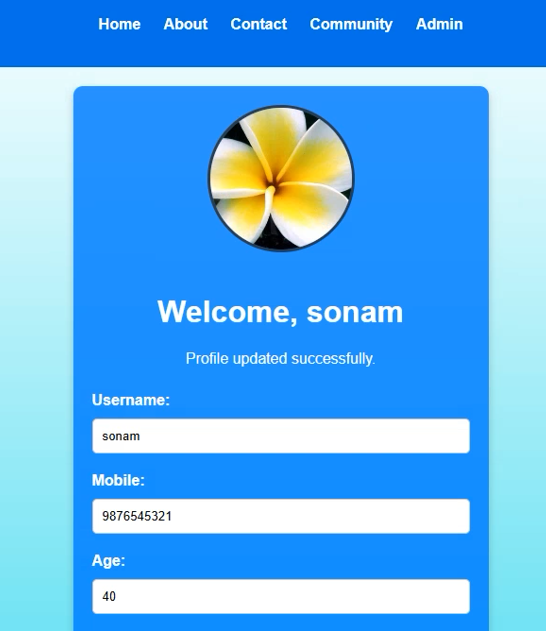 Home About Contact Community Admin
Welcome, sonam
Profile updated successfully.
Username:
sonam
Mobile:
9876545321
Age:
40